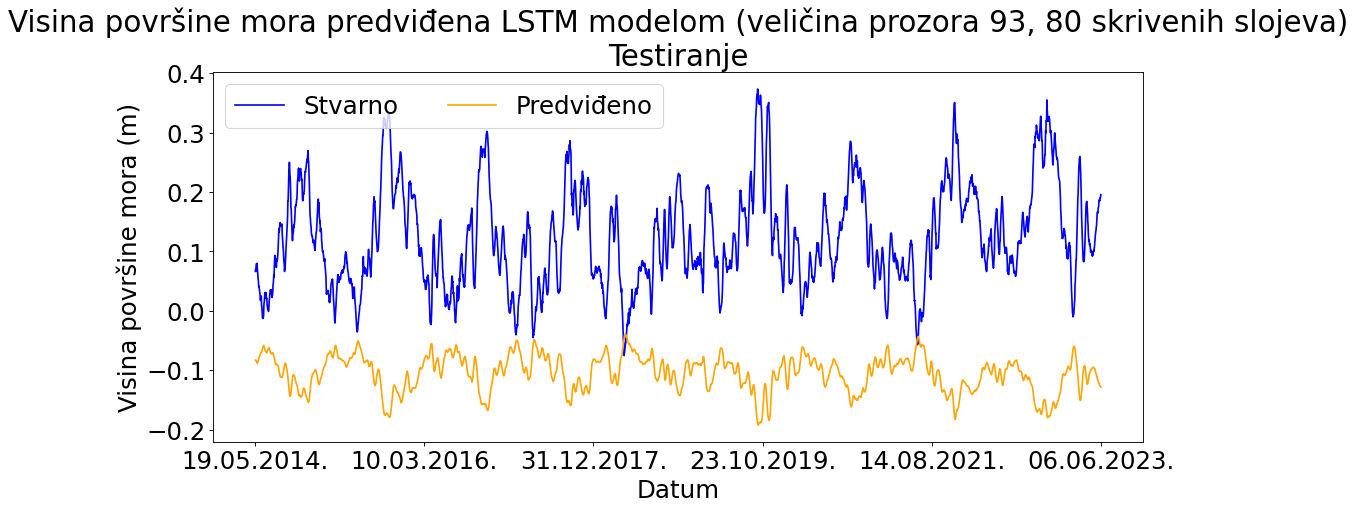 Visina površine mora predviđena LSTM modelom (veličina prozora 93, 80 skrivenih slojeva)
Testiranje
Stvarno Predviđeno
Visina površine mora (m)
0.4
0.3
0.2
0.1
0.0
−0.1
−0.2
19.05.2014. 10.03.2016. 31.12.2017. 23.10.2019. 14.08.2021. 06.06.2023.
Datum